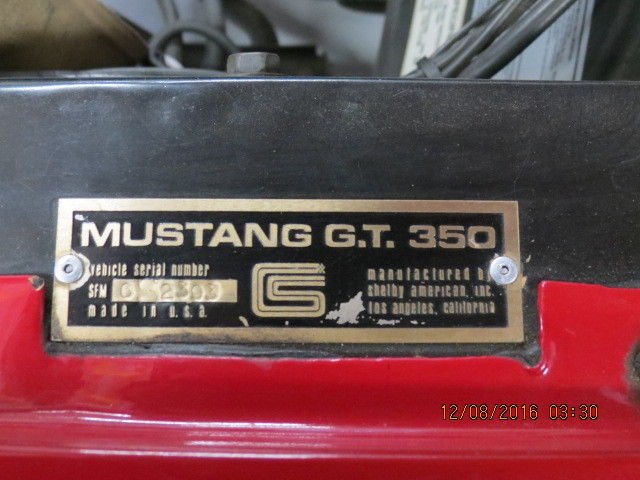 MUSTANG G.T. 350
vehicle serial number
SFM
made in U.S.A.
manufactured by
shelby american, inc.
los angeles, california
12/08/2016 03:30